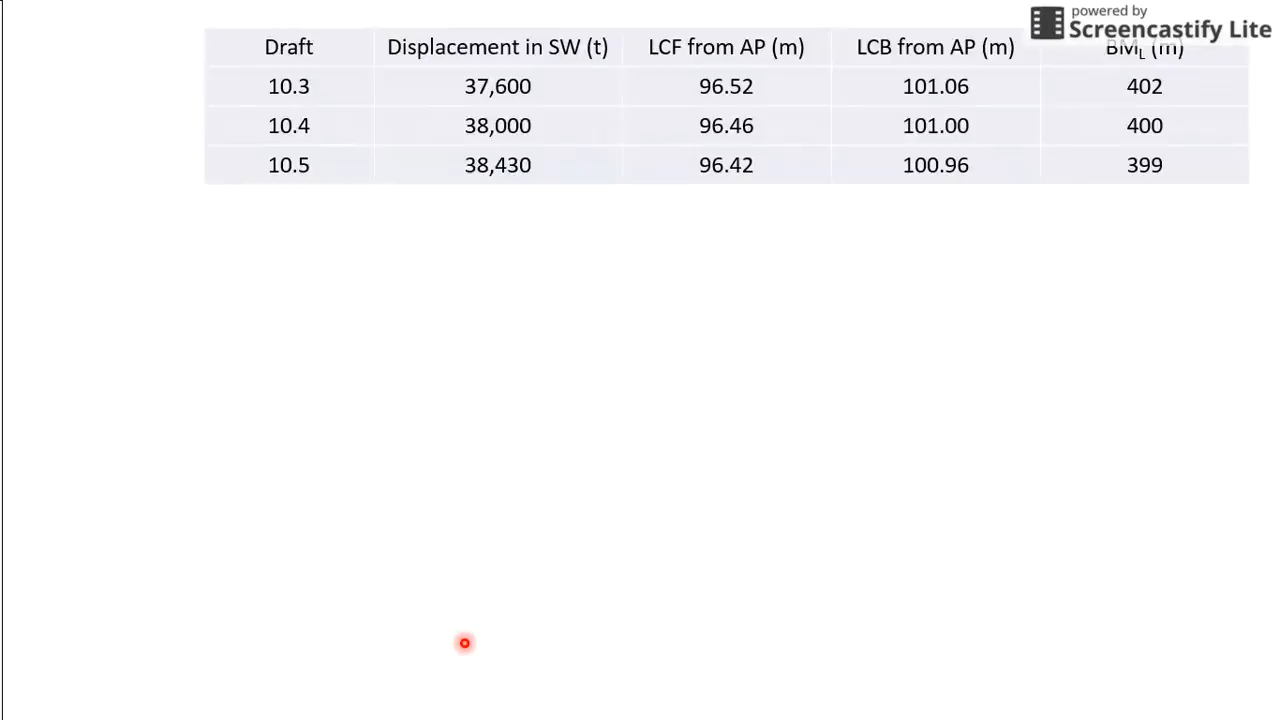 powered by
Screencastify Lite
Draft Displacement in SW (t) LCF from AP (m) LCB from AP (m) BML (m)
10.3 37,600 96.52 101.06 402
10.4 38,000 96.46 101.00 400
10.5 38,430 96.42 100.96 399